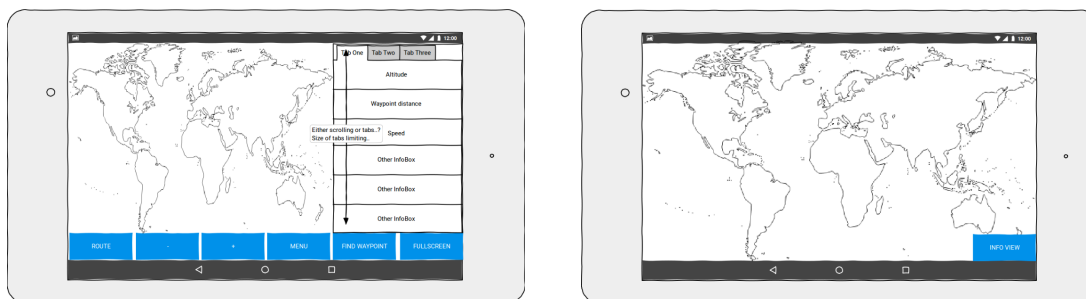 12:00
Tab One
Tab Two
Tab Three
Altitude
Waypoint distance
Either scrolling or tabs..?
Size of tabs limiting..
Speed
Other InfoBox
Other InfoBox
Other InfoBox
ROUTE
-
+
MENU
FIND WAYPOINT
FULLSCREEN
12:00
INFO VIEW